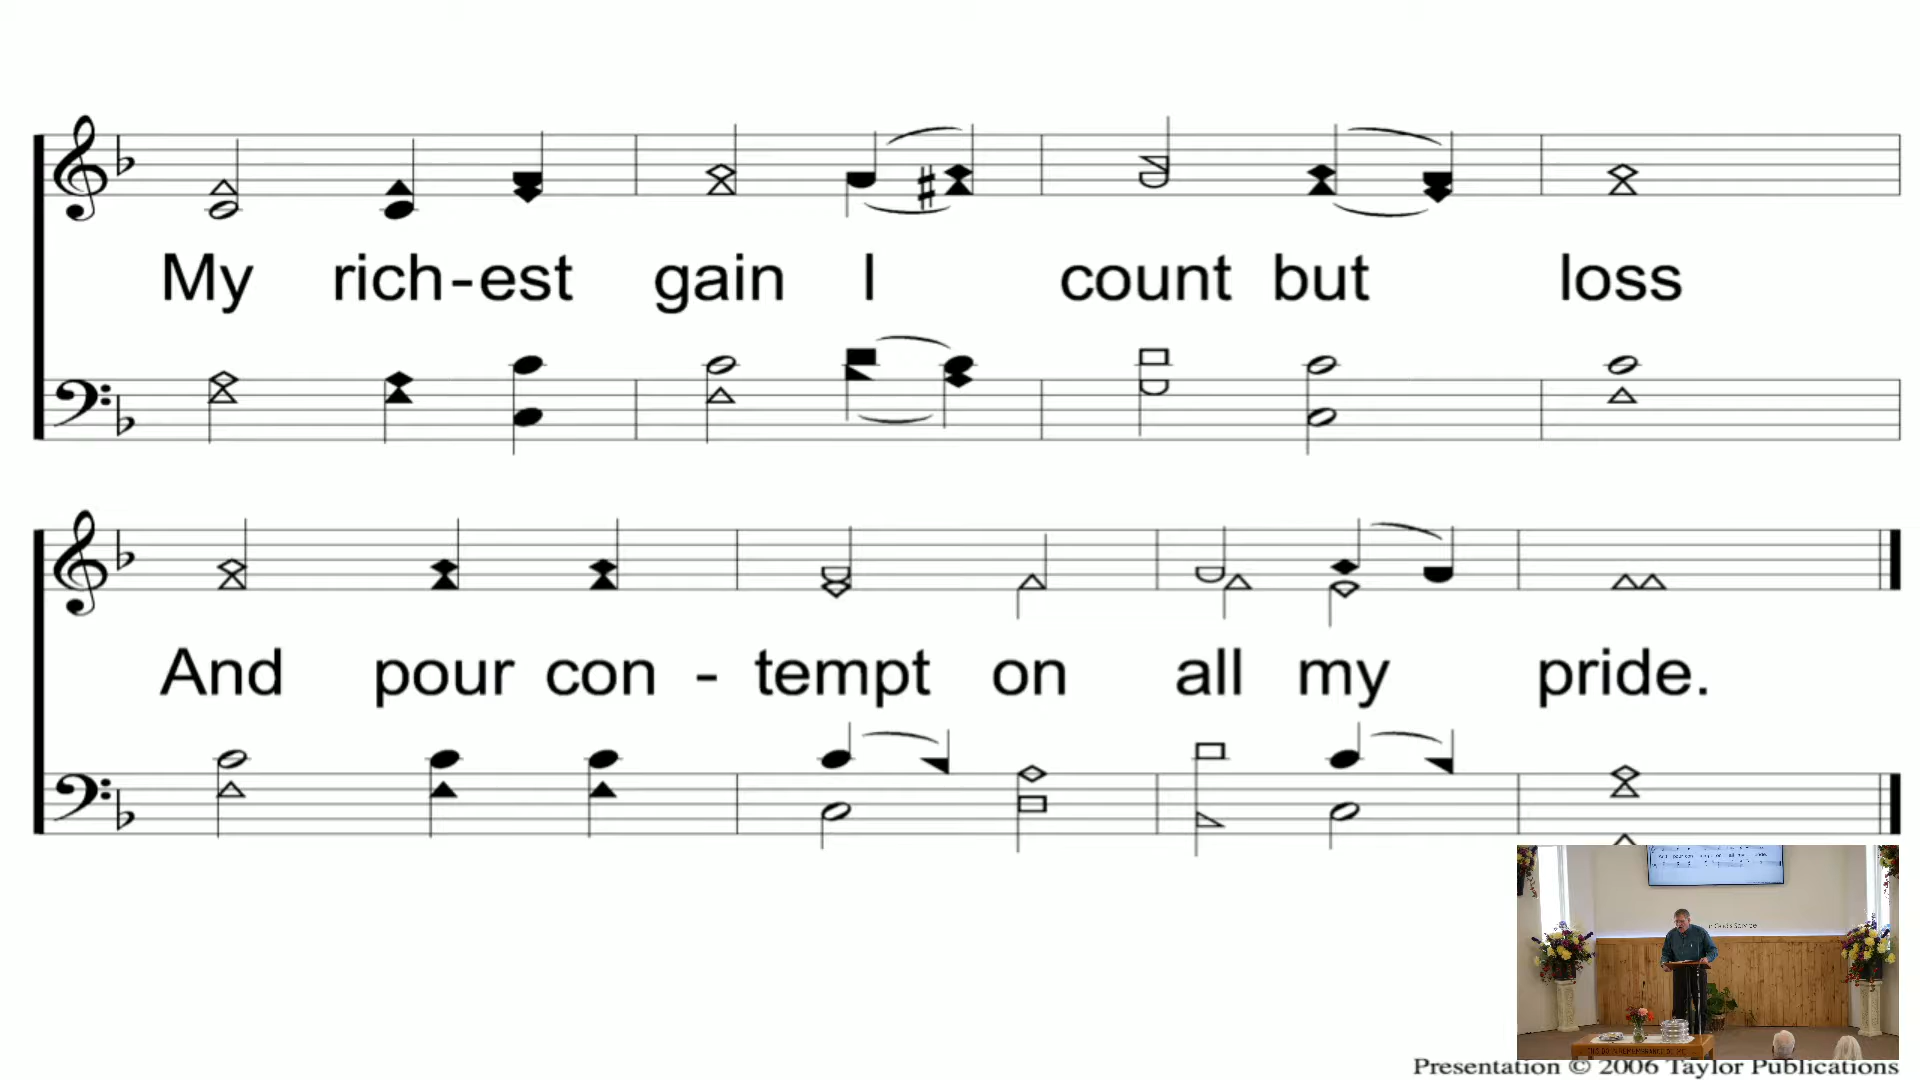 My rich-est gain I count but loss
And pour con - tempt on all my pride.
Presentation © 2006 Taylor Publications